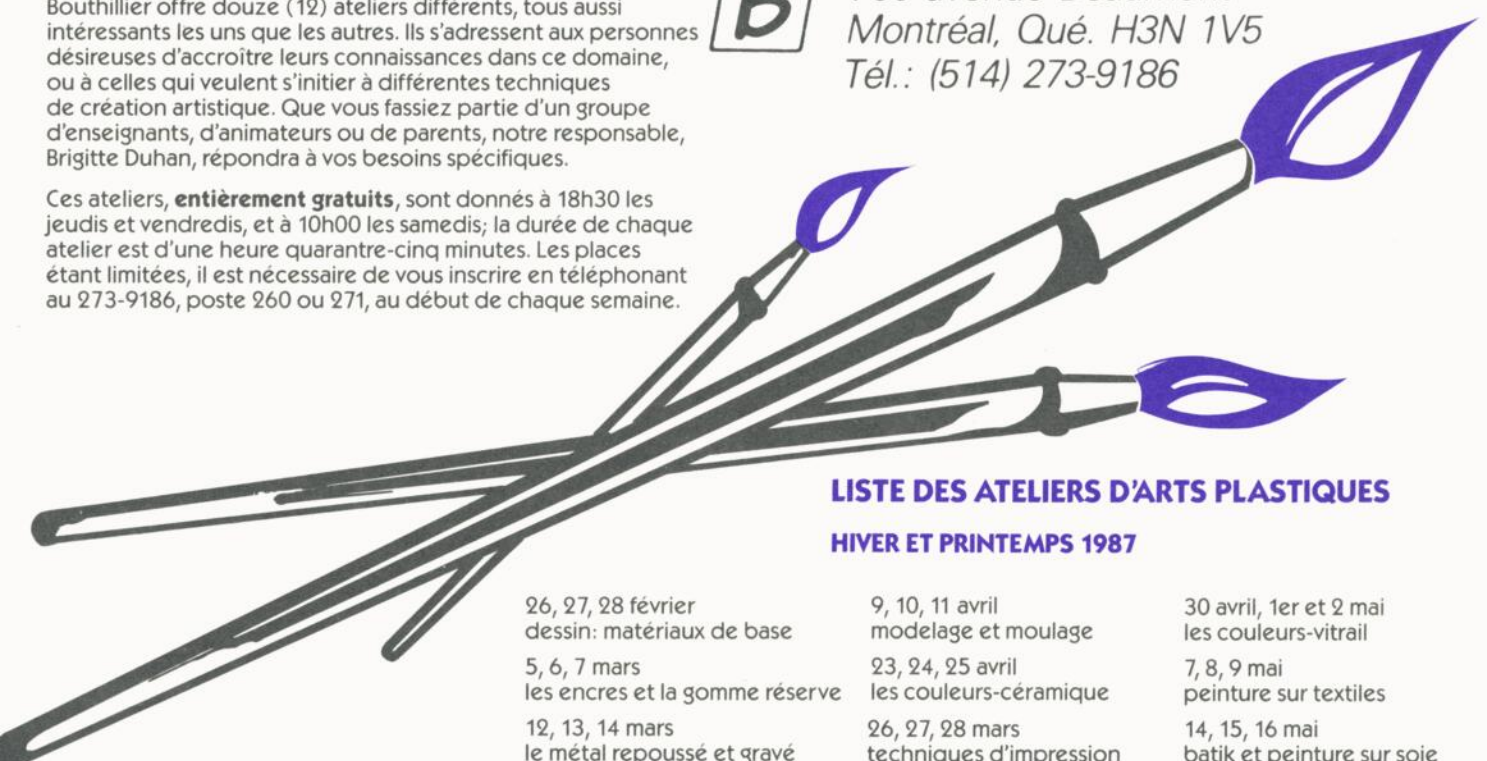 Bouthillier offre douze (12) ateliers différents, tous aussi
intéressants les uns que les autres. Ils s'adressent aux personnes
désireuses d'accroître leurs connaissances dans ce domaine,
ou à celles qui veulent s'initier à différentes techniques
de création artistique. Que vous fassiez partie d'un groupe
d'enseignants, d'animateurs ou de parents, notre responsable,
Brigitte Duhan, répondra à vos besoins spécifiques.
Ces ateliers, entièrement gratuits, sont donnés à 18h30 les
jeudis et vendredis, et à 10h00 les samedis; la durée de chaque
atelier est d'une heure quarantre-cinq minutes. Les places
étant limitées, il est nécessaire de vous inscrire en téléphonant
au 273-9186, poste 260 ou 271, au début de chaque semaine.
B
Montréal, Qué. H3N 1V5
Tél.: (514) 273-9186
LISTE DES ATELIERS D'ARTS PLASTIQUES
HIVER ET PRINTEMPS 1987
26, 27, 28 février
dessin: matériaux de base
5, 6, 7 mars
les encres et la gomme réserve
12, 13, 14 mars
le métal repoussé et gravé
9, 10, 11 avril
modelage et moulage
23, 24, 25 avril
les couleurs-céramique
26, 27, 28 mars
techniques d'impression
30 avril, 1er et 2 mai
les couleurs-vitrail
7, 8, 9 mai
peinture sur textiles
14, 15, 16 mai
batik et peinture sur soie